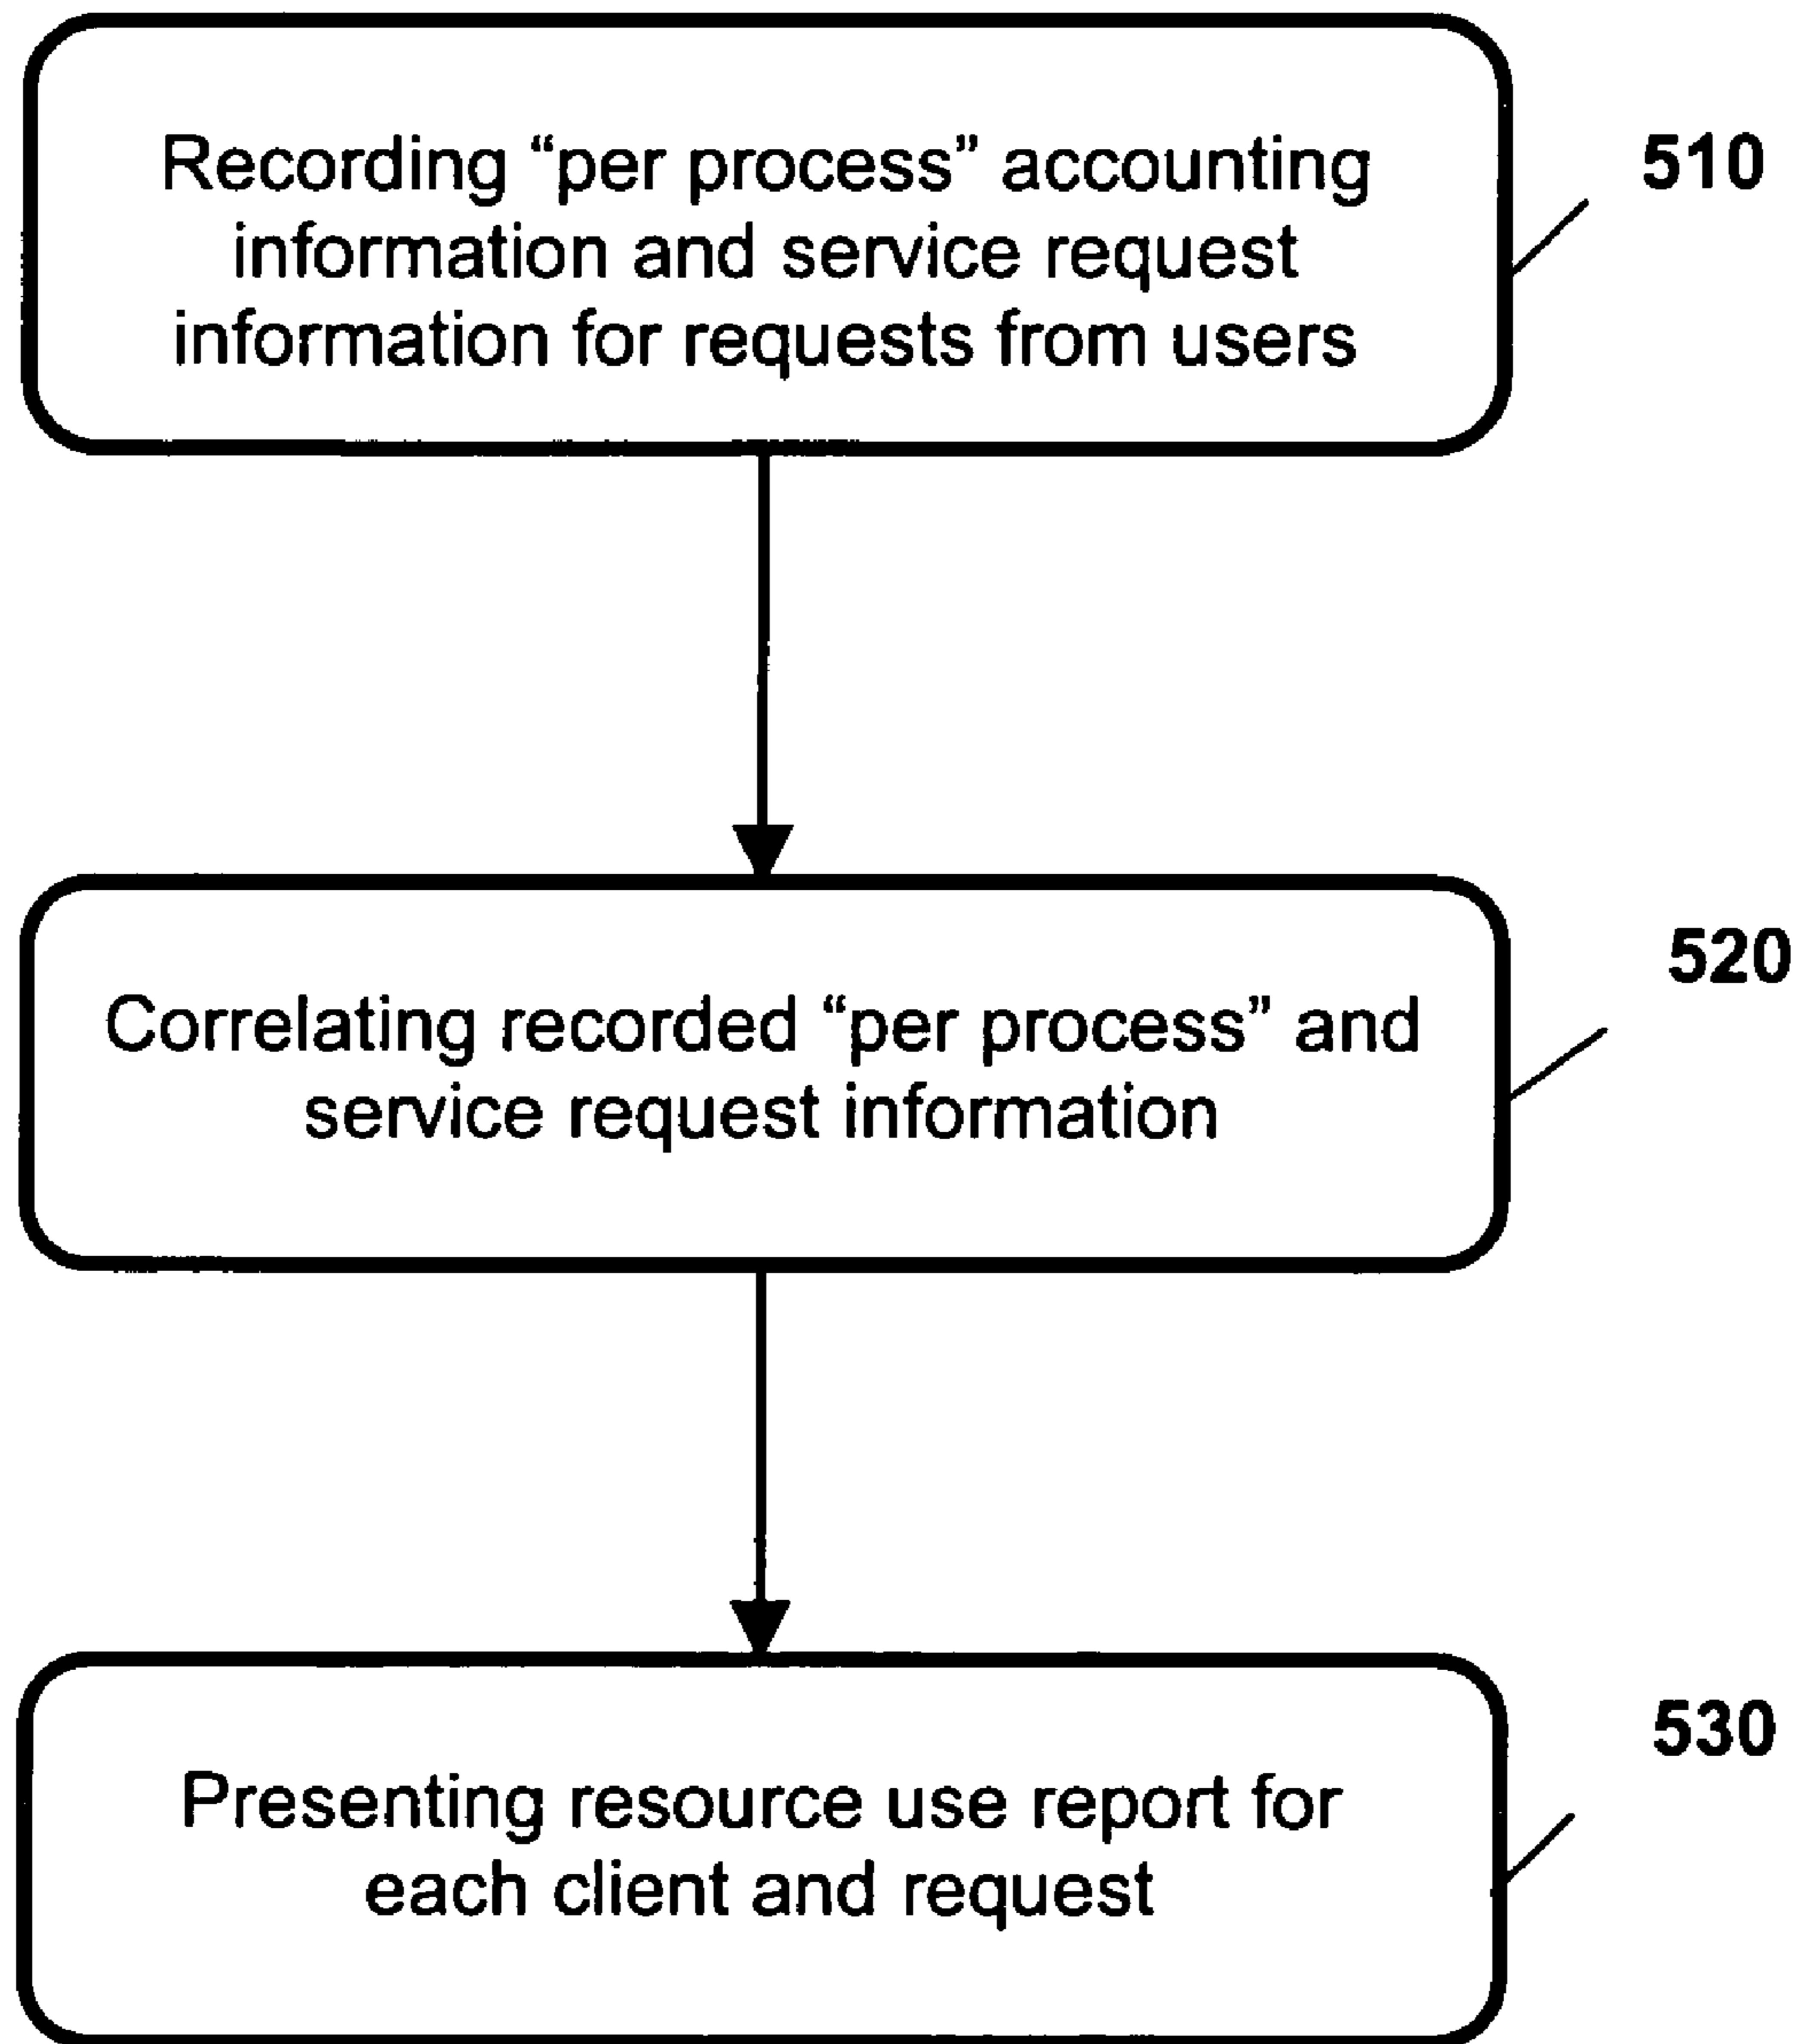 Recording “per process” accounting
information and service request
information for requests from users
510
Correlating recorded “per process” and
service request information
520
Presenting resource use report for
each client and request
530